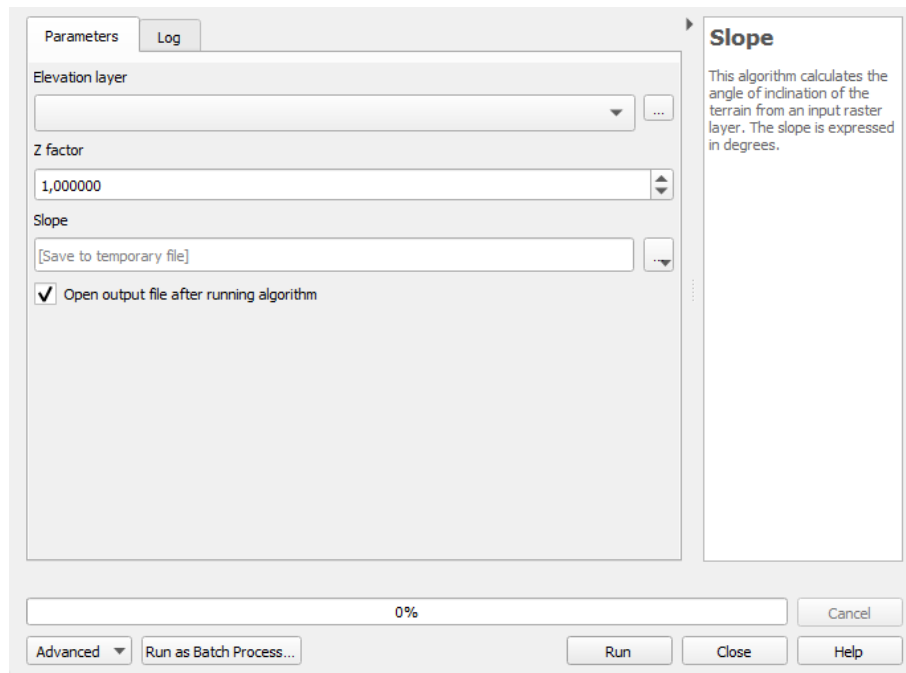 Parameters
Log
Elevation layer
...
Z factor
1,000000
Slope
[Save to temporary file]
...
Open output file after running algorithm
Slope
This algorithm calculates the
angle of inclination of the
terrain from an input raster
layer. The slope is expressed
in degrees.
0%
Cancel
Advanced
Run as Batch Process...
Run
Close
Help